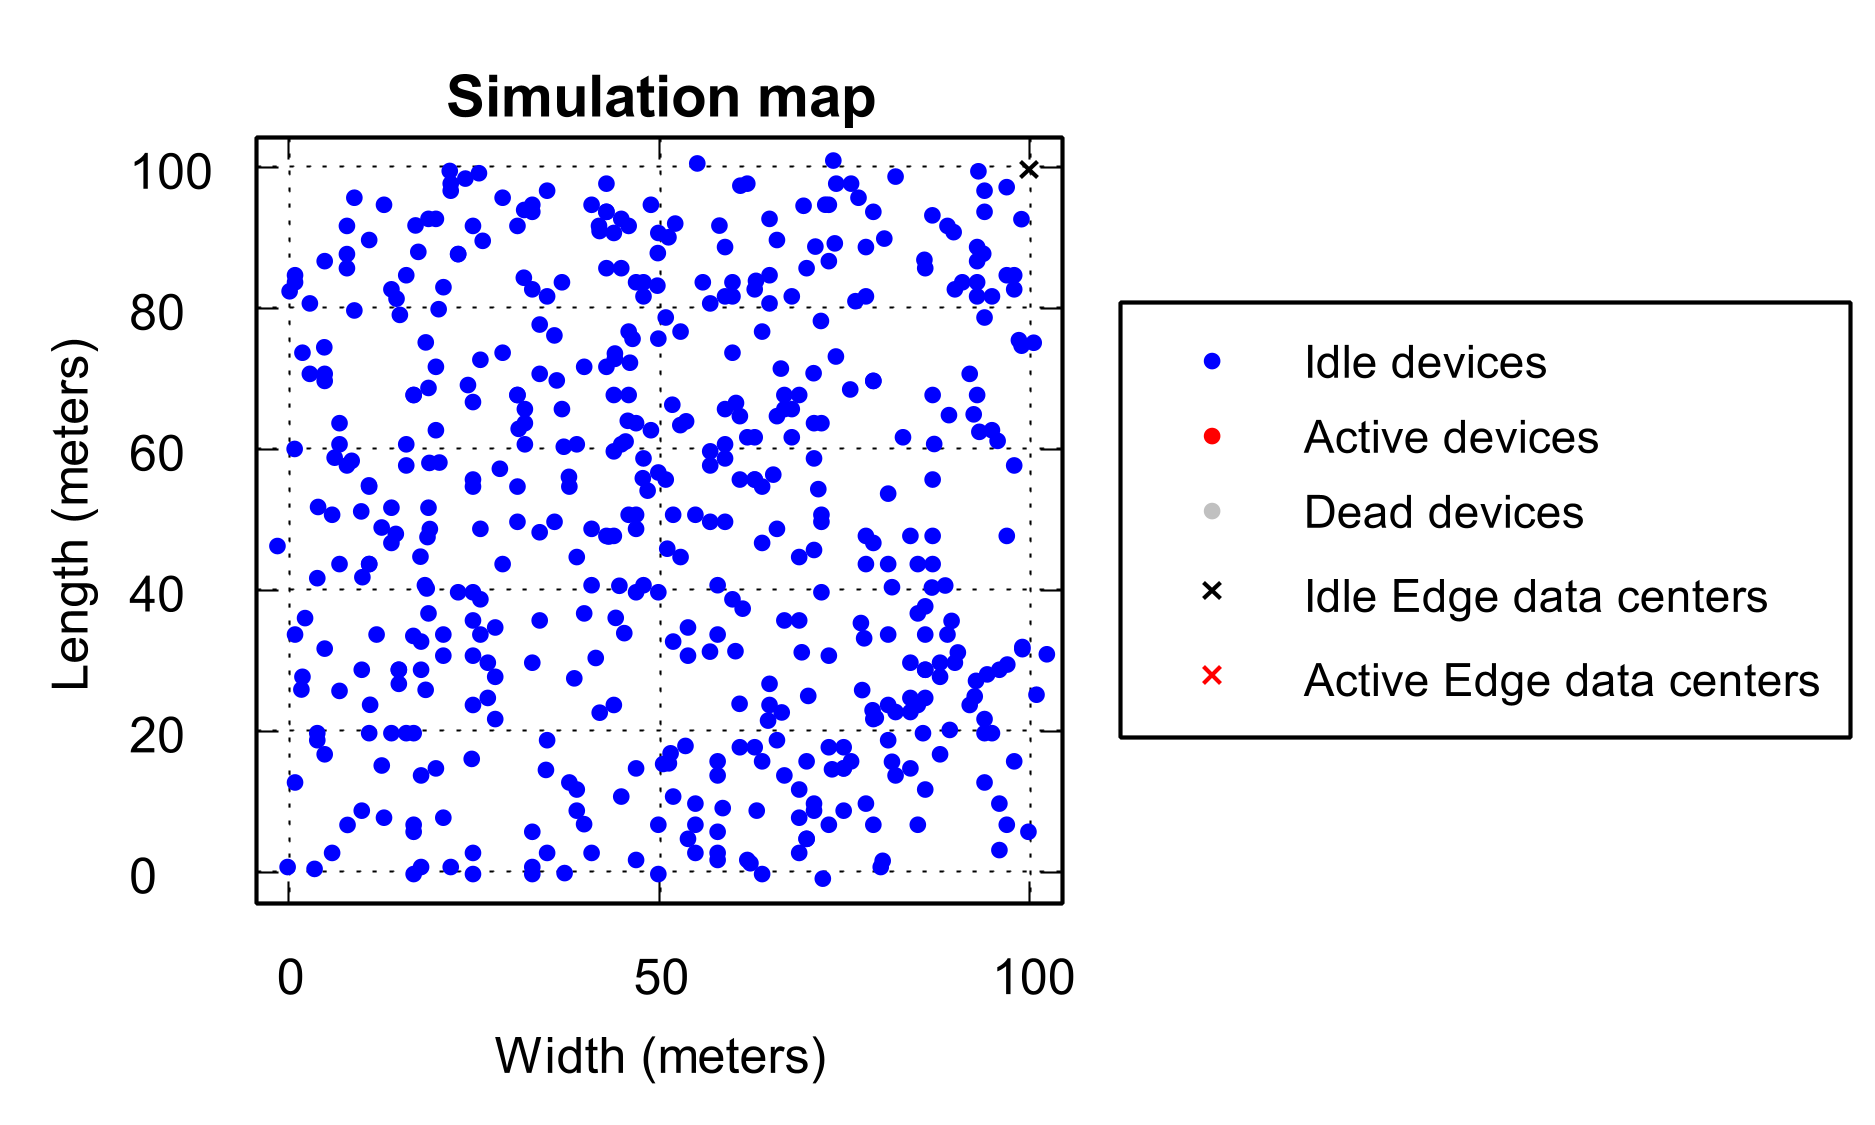 Simulation map
100
80
60
40
20
0
Length (meters)
0 50 100
Width (meters)
Idle devices
Active devices
Dead devices
Idle Edge data centers
Active Edge data centers